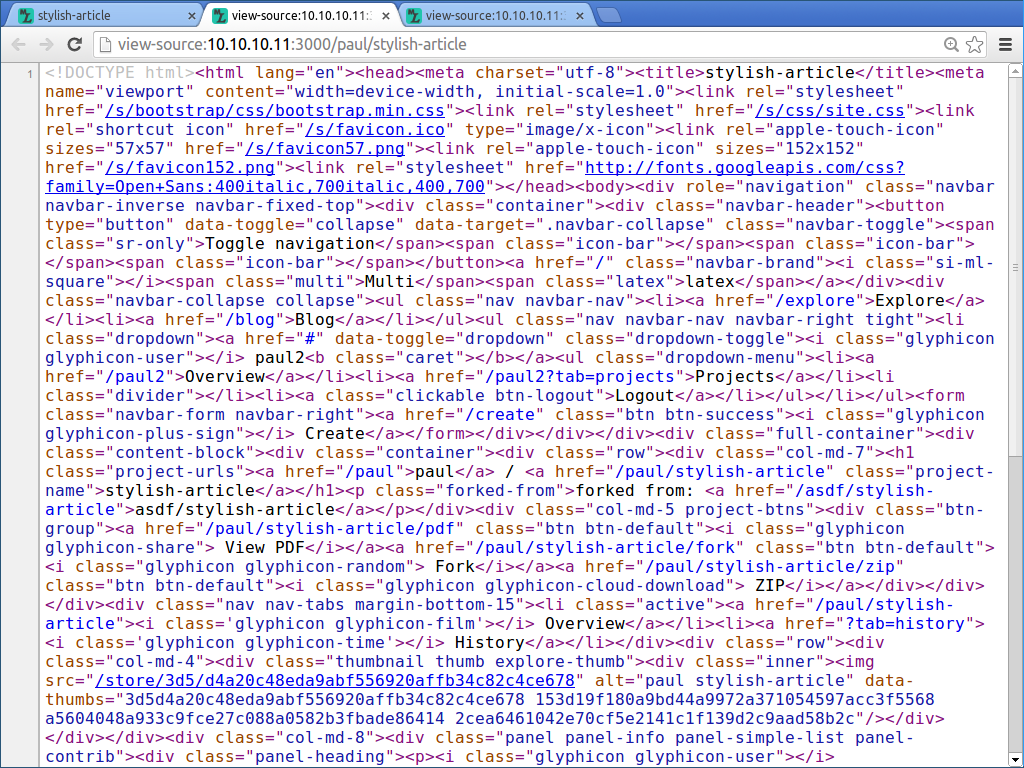 stylish-article
view-source:10.10.10.11:
view-source:10.10.10.11:
view-source:10.10.10.11:3000/paul/stylish-article
1
<!DOCTYPE html><html lang="en"><head><meta charset="utf-8"><title>stylish-article</title><meta
name="viewport" content="width=device-width, initial-scale=1.0"><link rel="stylesheet"
href="/s/bootstrap/css/bootstrap.min.css"><link rel="stylesheet" href="/s/css/site.css"><link
rel="shortcut icon" href="/s/favicon.ico" type="image/x-icon"><link rel="apple-touch-icon"
sizes="57x57" href="/s/favicon57.png"><link rel="apple-touch-icon" sizes="152x152"
href="/s/favicon152.png"><link rel="stylesheet" href="http://fonts.googleapis.com/css?
family=Open+Sans:400italic,700italic,400,700"></head><body><div role="navigation" class="navbar
navbar-inverse navbar-fixed-top"><div class="container"><div class="navbar-header"><button
type="button" data-toggle="collapse" data-target=".navbar-collapse" class="navbar-toggle"><span
class="sr-only">Toggle navigation</span><span class="icon-bar"></span><span class="icon-bar">
</span><span class="icon-bar"></span></button><a href="/" class="navbar-brand"><i class="si-ml-
square"></i><span class="multi">Multi</span><span class="latex">latex</span></a></div><div
class="navbar-collapse collapse"><ul class="nav navbar-nav"><li><a href="/explore">Explore</a>
</li><li><a href="/blog">Blog</a></li></ul><ul class="nav navbar-nav navbar-right tight"><li
class="dropdown"><a href="#" data-toggle="dropdown" class="dropdown-toggle"><i class="glyphicon
glyphicon-user"></i> paul2<b class="caret"></b></a><ul class="dropdown-menu"><li><a
href="/paul2">Overview</a></li><li><a href="/paul2?tab=projects">Projects</a></li><li
class="divider"></li><li><a class="clickable btn-logout">Logout</a></li></ul></li></ul><form
class="navbar-form navbar-right"><a href="/create" class="btn btn-success"><i class="glyphicon
glyphicon-plus-sign"></i> Create</a></form></div></div></div><div class="full-container"><div
class="content-block"><div class="container"><div class="row"><div class="col-md-7"><h1
class="project-urls"><a href="/paul">paul</a> / <a href="/paul/stylish-article" class="project-
name">stylish-article</a></h1><p class="forked-from">forked from: <a href="/asdf/stylish-
article">asdf/stylish-article</a></p></div><div class="col-md-5 project-btns"><div class="btn-
group"><a href="/paul/stylish-article/pdf" class="btn btn-default"><i class="glyphicon
glyphicon-share"> View PDF</i></a><a href="/paul/stylish-article/fork" class="btn btn-default">
<i class="glyphicon glyphicon-random"> Fork</i></a><a href="/paul/stylish-article/zip"
class="btn btn-default"><i class="glyphicon glyphicon-cloud-download"> ZIP</i></a></div></div>
</div><div class="nav nav-tabs margin-bottom-15"><li class="active"><a href="/paul/stylish-
article"><i class='glyphicon glyphicon-film'></i> Overview</a></li><li><a href="?tab=history">
<i class='glyphicon glyphicon-time'></i> History</a></li></div><div class="row"><div
class="col-md-4"><div class="thumbnail thumb explore-thumb"><div class="inner"><img
src="/store/3d5/d4a20c48eda9abf556920affb34c82c4ce678" alt="paul stylish-article" data-
thumbs="3d5d4a20c48eda9abf556920affb34c82c4ce678 153d19f180a9bd44a9972a371054597acc3f5568
a5604048a933c9fce27c088a0582b3fbade86414 2cea6461042e70cf5e2141c1f139d2c9aad58b2c"/></div>
</div></div><div class="col-md-8"><div class="panel panel-info panel-simple-list panel-
contrib"><div class="panel-heading"><p><i class="glyphicon glyphicon-user"></i>